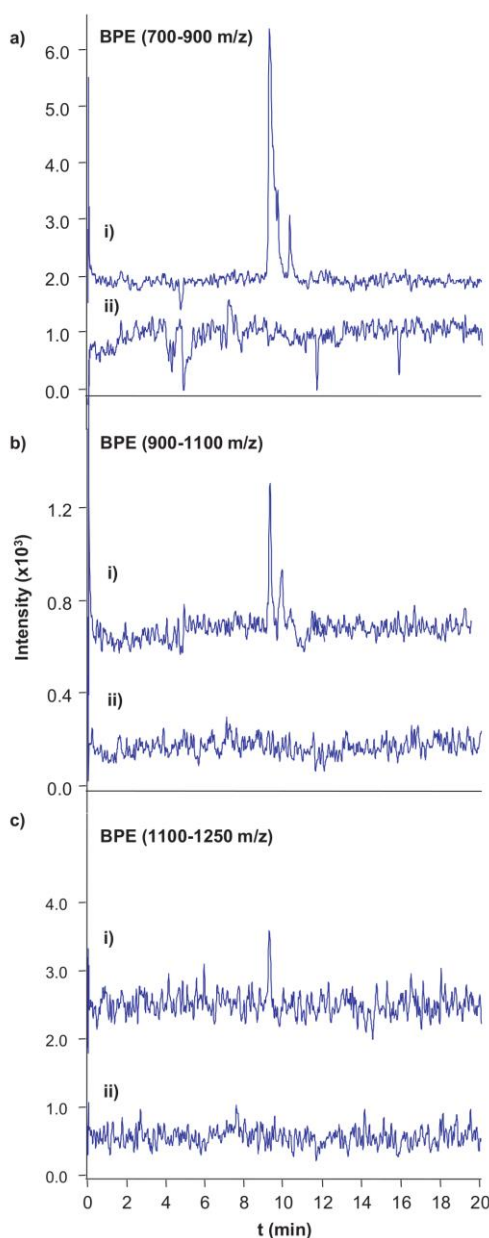 a)
BPE (700-900 m/z)
6.0
5.0
4.0
3.0
i)
2.0
ii)
1.0
0.0
b)
BPE (900-1100 m/z)
1.2
i)
0.8
Intensity (x10³)
0.4
ii)
0.0
c)
BPE (1100-1250 m/z)
4.0
i)
3.0
2.0
ii)
1.0
0.0
0 2 4 6 8 10 12 14 16 18 20
t (min)